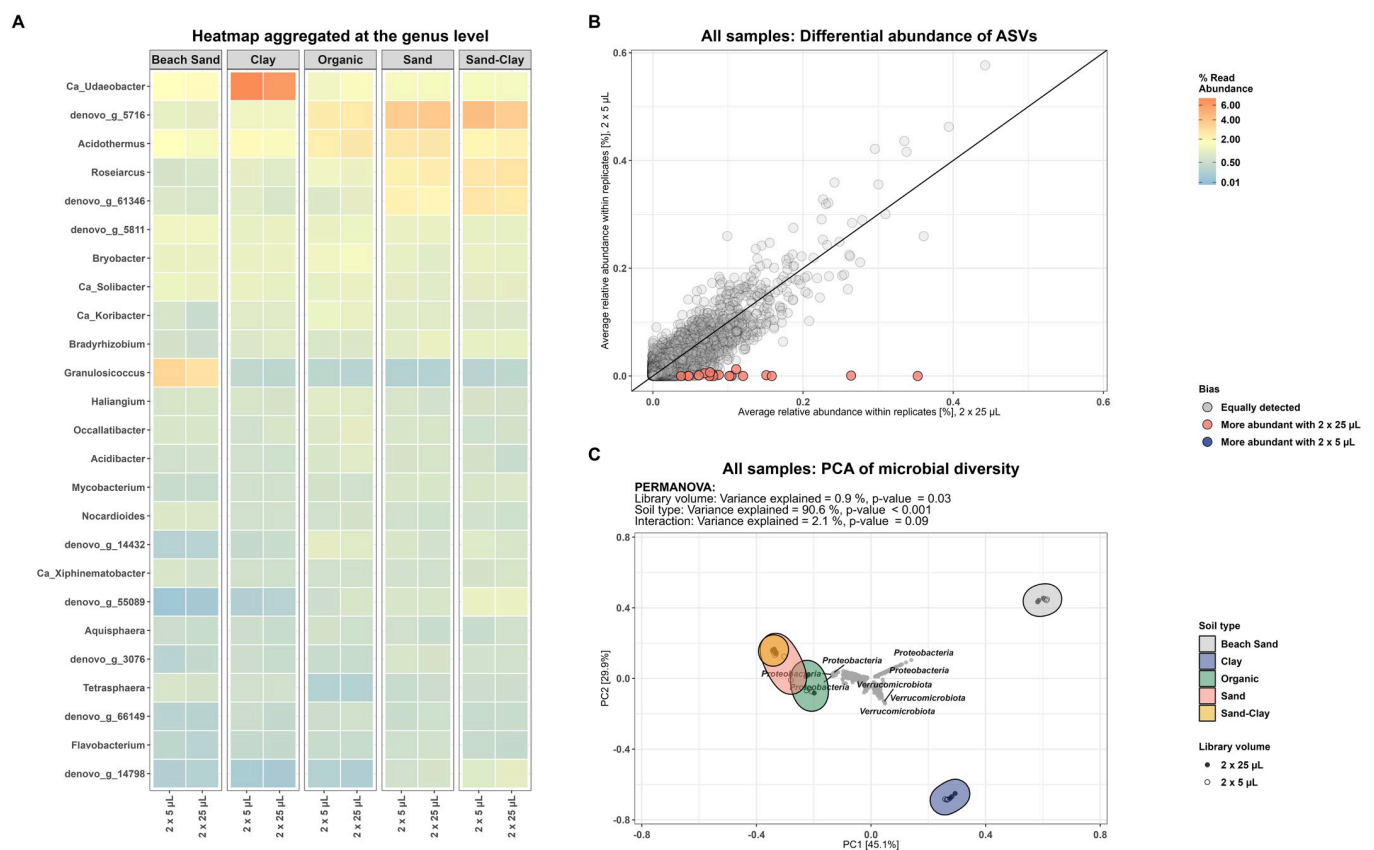 A
Heatmap aggregated at the genus level
Beach Sand
Clay
Organic
Sand
Sand-Clay
Ca_Udaeobacter
denovo_g_5716
Acidothermus
Roseiarcus
denovo_g_61346
denovo_g_5811
Bryobacter
Ca_Solibacter
Ca_Koribacter
Bradyrhizobium
Granulosicoccus
Haliangium
Occallatibacter
Acidibacter
Mycobacterium
Nocardioides
denovo_g_14432
Ca_Xiphinematobacter
denovo_g_55089
Aquisphaera
denovo_g_3076
Tetrasphaera
denovo_g_66149
Flavobacterium
denovo_g_14798
2 x 5 µL
2 x 25 µL
2 x 5 µL
2 x 25 µL
2 x 5 µL
2 x 25 µL
2 x 5 µL
2 x 25 µL
2 x 5 µL
2 x 25 µL
B
All samples: Differential abundance of ASVs
Average relative abundance within replicates [%], 2 x 5 µL
0.6
0.4
0.2
0.0
0.0
0.2
0.4
0.6
Average relative abundance within replicates [%], 2 x 25 µL
% Read
Abundance
6.00
4.00
2.00
0.50
0.01
Bias
Equally detected
More abundant with 2 x 25 µL
More abundant with 2 x 5 µL
C
All samples: PCA of microbial diversity
PERMANOVA:
Library volume: Variance explained = 0.9 %, p-value = 0.03
Soil type: Variance explained = 90.6 %, p-value < 0.001
Interaction: Variance explained = 2.1 %, p-value = 0.09
PC2 [29.9%]
0.8
0.4
0.0
-0.4
-0.8
Proteobacteria
Proteobacteria
Proteobacteria
Proteobacteria
Proteobacteria
Verrucomicrobiota
Verrucomicrobiota
Verrucomicrobiota
-0.8
-0.4
0.0
0.4
0.8
PC1 [45.1%]
Soil type
Beach Sand
Clay
Organic
Sand
Sand-Clay
Library volume
2 x 25 µL
2 x 5 µL